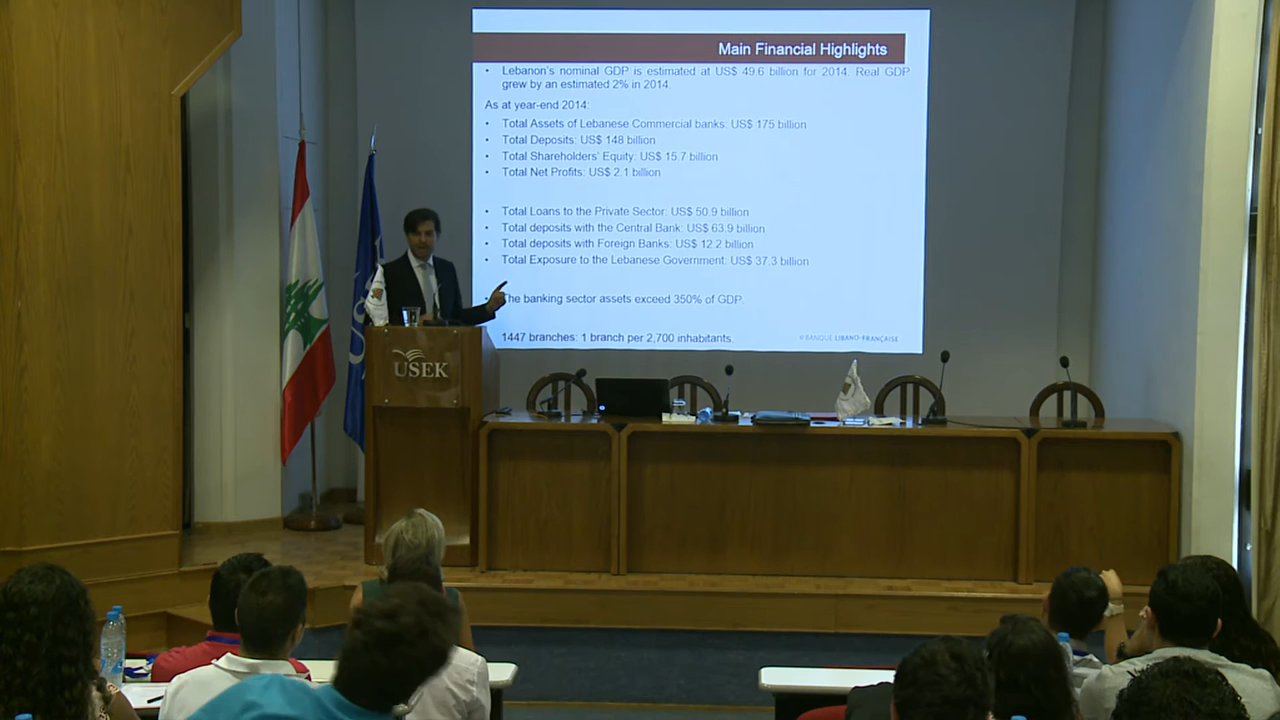 Main Financial Highlights
• Lebanon's nominal GDP is estimated at US$ 49.6 billion for 2014. Real GDP
grew by an estimated 2% in 2014.
As at year-end 2014:
• Total Assets of Lebanese Commercial banks: US$ 175 billion
• Total Deposits: US$ 148 billion
• Total Shareholders' Equity: US$ 15.7 billion
• Total Net Profits: US$ 2.1 billion
• Total Loans to the Private Sector: US$ 50.9 billion
• Total deposits with the Central Bank: US$ 63.9 billion
• Total deposits with Foreign Banks: US$ 12.2 billion
• Total Exposure to the Lebanese Government: US$ 37.3 billion
• The banking sector assets exceed 350% of GDP.
1447 branches: 1 branch per 2,700 inhabitants.
BANQUE LIBANO-FRANÇAISE
USEK